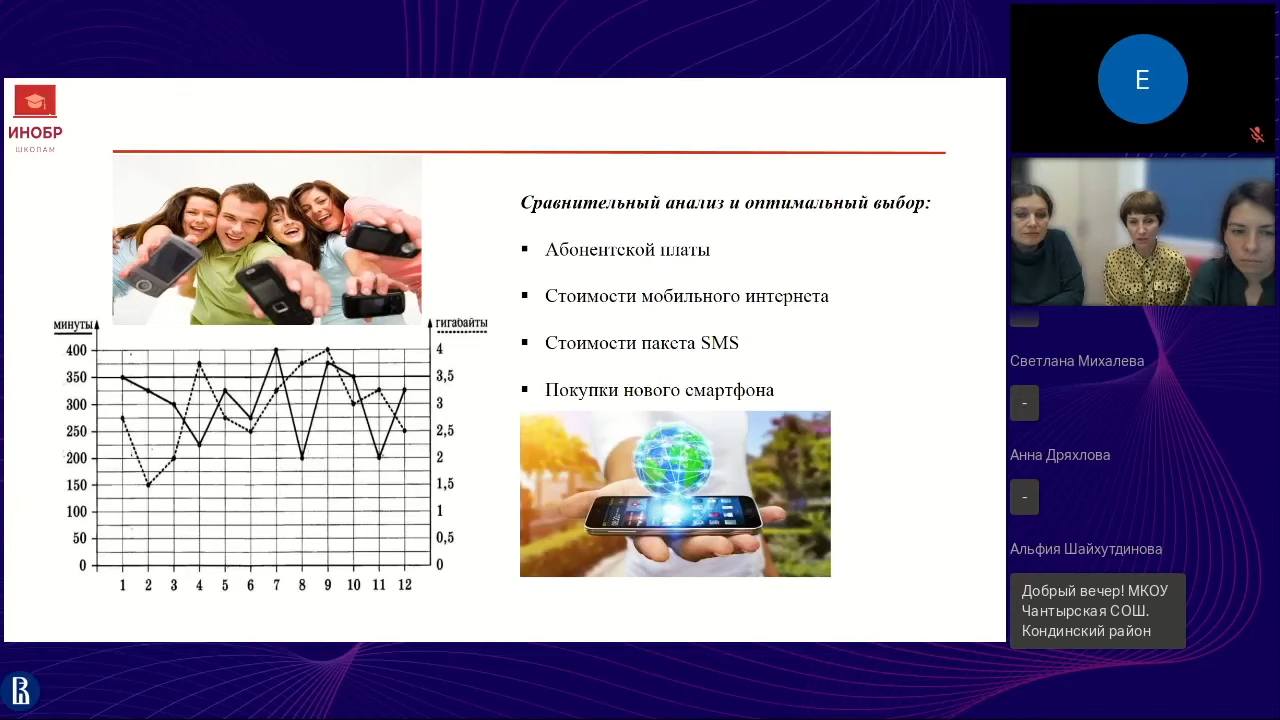 ИНОБР
ШКОЛАМ
Сравнительный анализ и оптимальный выбор:
Абонентской платы
Стоимости мобильного интернета
Стоимости пакета SMS
Покупки нового смартфона
минуты
гигабайты
400
350
300
250
200
150
100
50
0
4
3,5
3
2,5
2
1,5
1
0,5
0
1 2 3 4 5 6 7 8 9 10 11 12
E
Светлана Михалева
-
Анна Дряхлова
-
Альфия Шайхутдинова
Добрый вечер! МКОУ
Чантырская СОШ.
Кондинский район